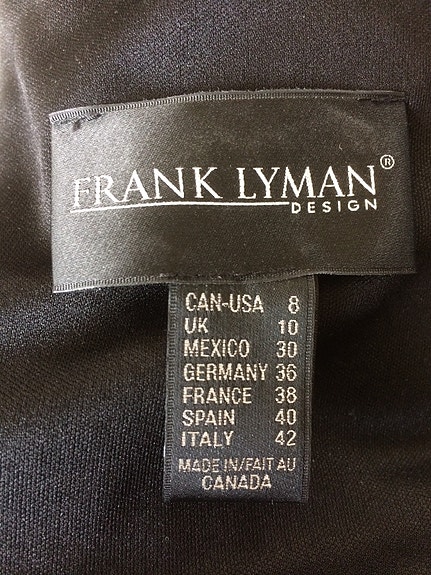 FRANK LYMAN®
DESIGN
CAN-USA 8
UK 10
MEXICO 30
GERMANY 36
FRANCE 38
SPAIN 40
ITALY 42
MADE IN/FAIT AU
CANADA